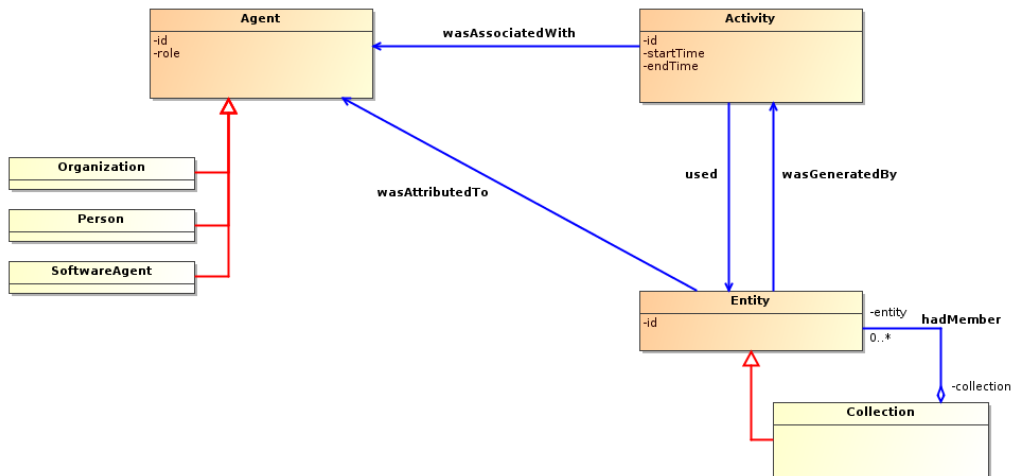 Agent
-id
-role
wasAssociatedWith
Activity
-id
-startTime
-endTime
Organization
Person
SoftwareAgent
wasAttributedTo
used
wasGeneratedBy
Entity
-id
-entity
0..*
hadMember
-collection
Collection